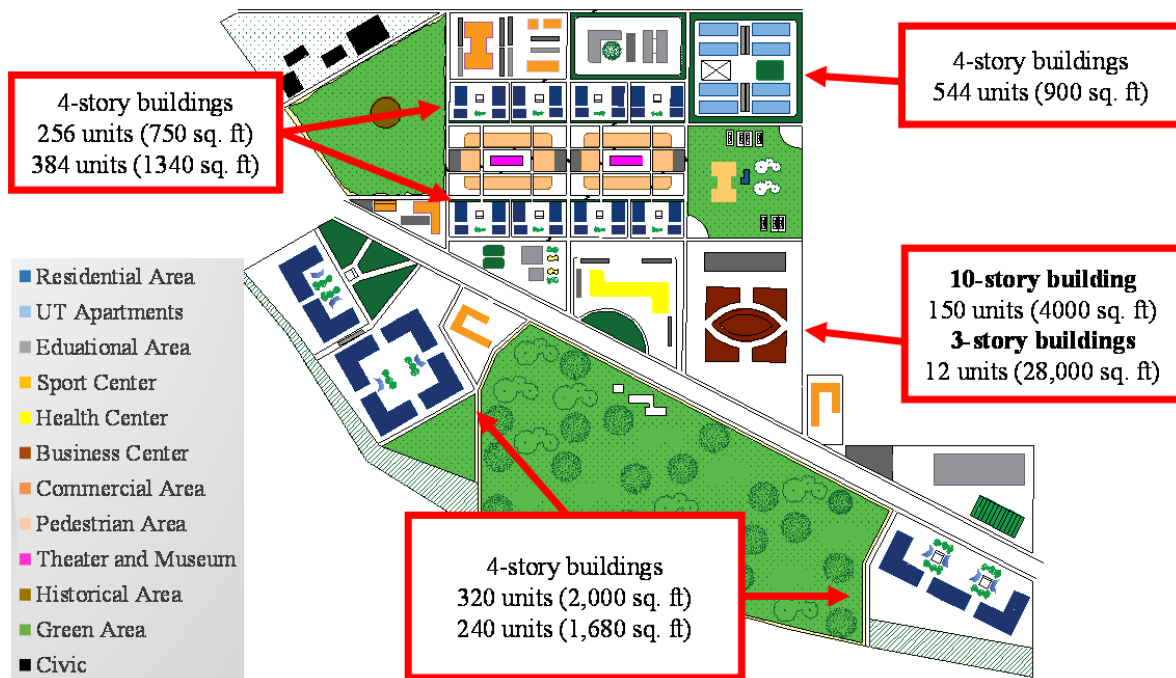 4-story buildings
544 units (900 sq. ft)
4-story buildings
256 units (750 sq. ft)
384 units (1340 sq. ft)
Residential Area
UT Apartments
Eduational Area
Sport Center
Health Center
Business Center
Commercial Area
Pedestrian Area
Theater and Museum
Historical Area
Green Area
Civic
10-story building
150 units (4000 sq. ft)
3-story buildings
12 units (28,000 sq. ft)
4-story buildings
320 units (2,000 sq. ft)
240 units (1,680 sq. ft)